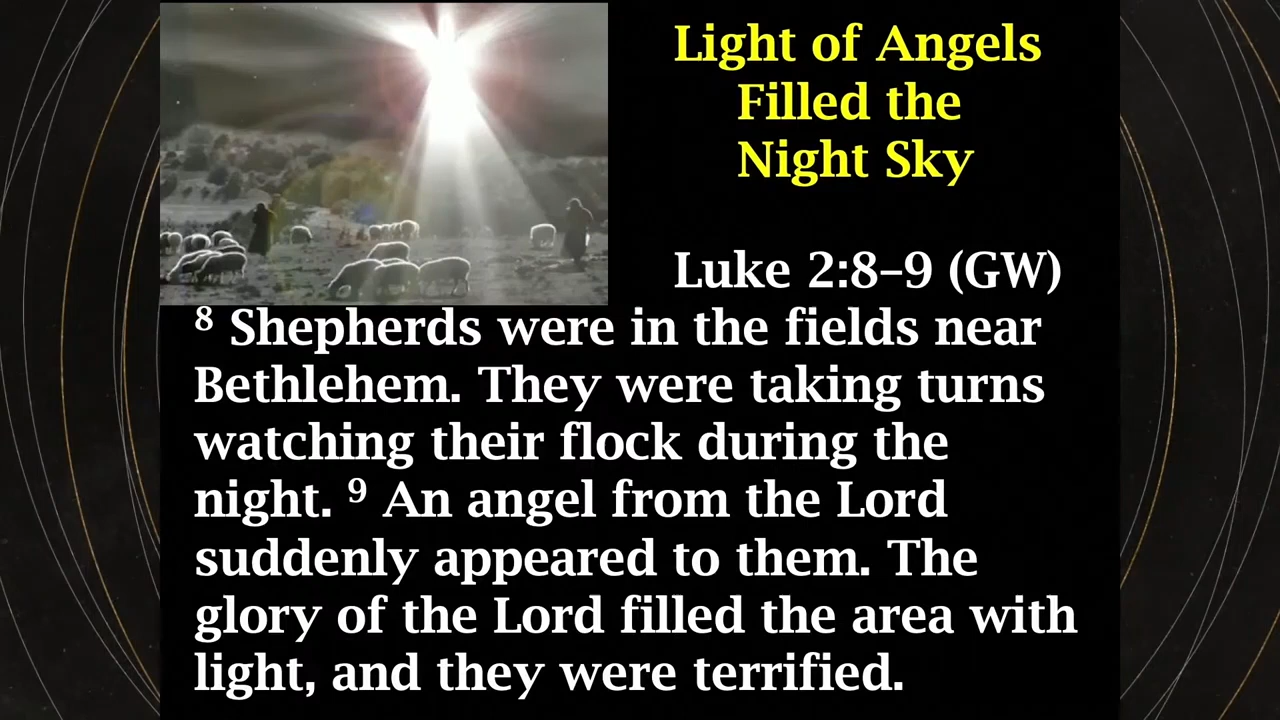 Light of Angels
Filled the
Night Sky
Luke 2:8–9 (GW)
⁸ Shepherds were in the fields near
Bethlehem. They were taking turns
watching their flock during the
night. ⁹ An angel from the Lord
suddenly appeared to them. The
glory of the Lord filled the area with
light, and they were terrified.